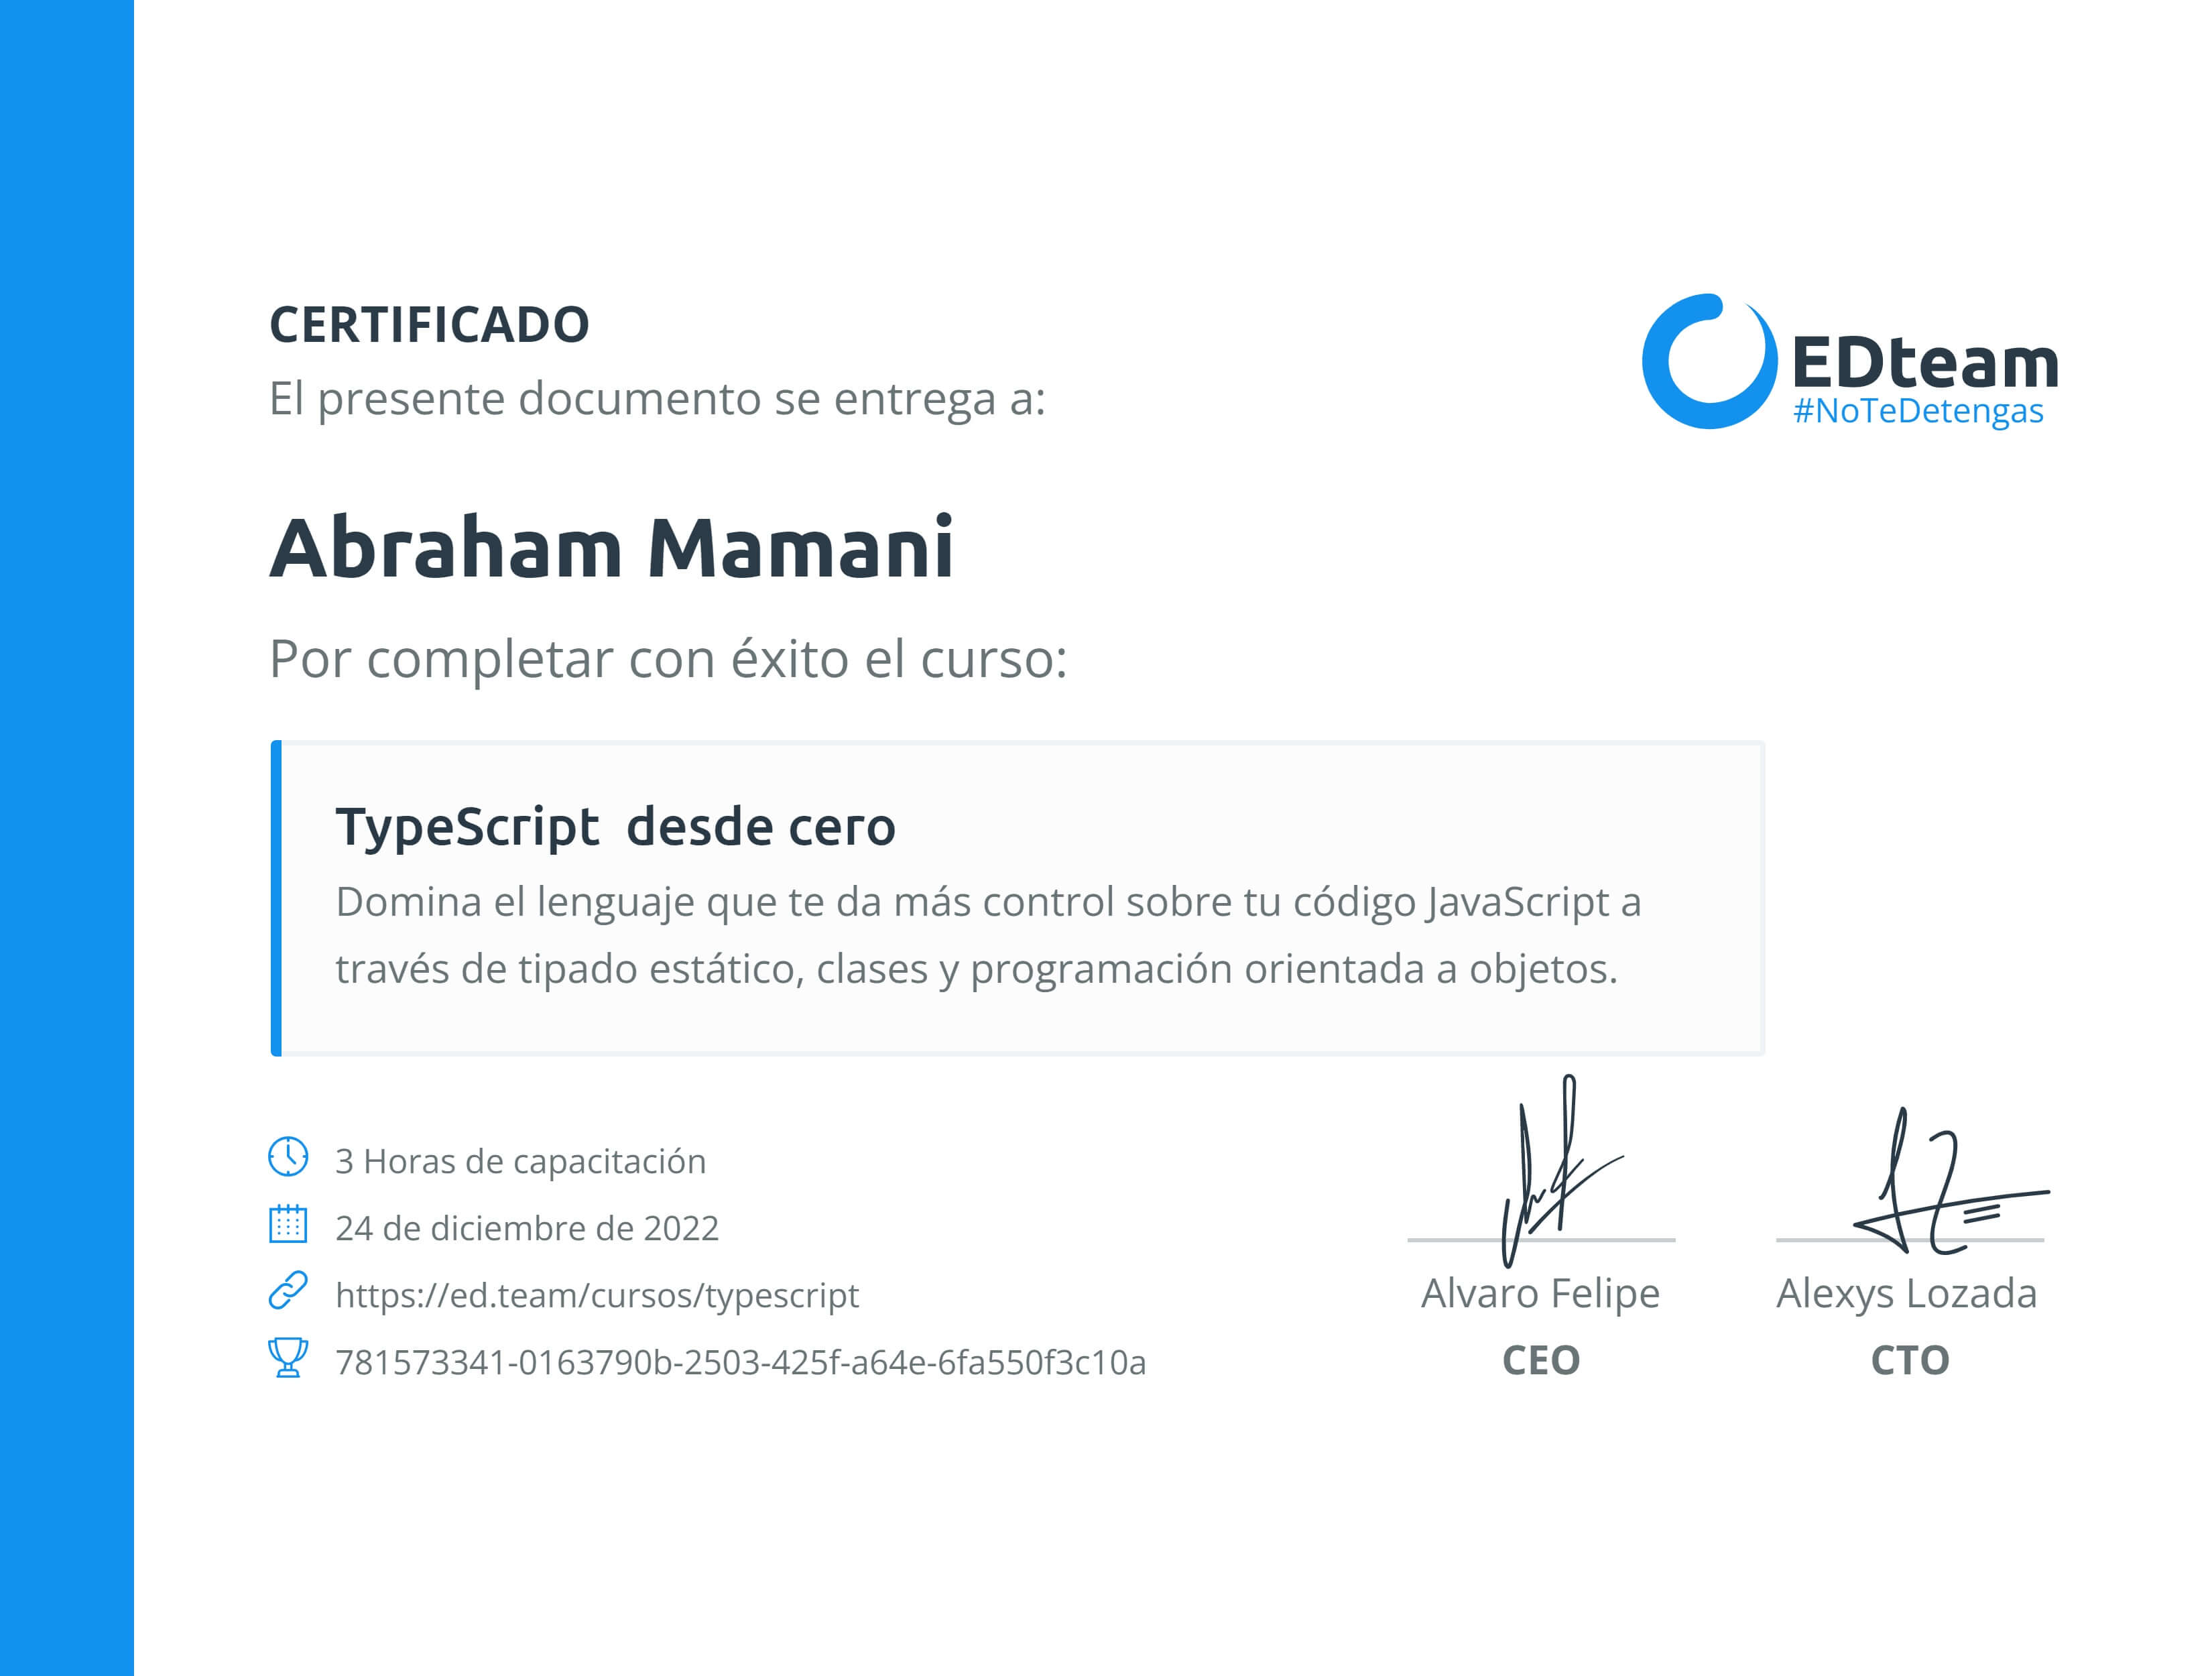 CERTIFICADO
El presente documento se entrega a:
EDteam
#NoTeDetengas
Abraham Mamani
Por completar con éxito el curso:
TypeScript  desde cero
Domina el lenguaje que te da más control sobre tu código JavaScript a
través de tipado estático, clases y programación orientada a objetos.
3 Horas de capacitación
24 de diciembre de 2022
https://ed.team/cursos/typescript
781573341-0163790b-2503-425f-a64e-6fa550f3c10a
Alvaro Felipe
CEO
Alexys Lozada
CTO